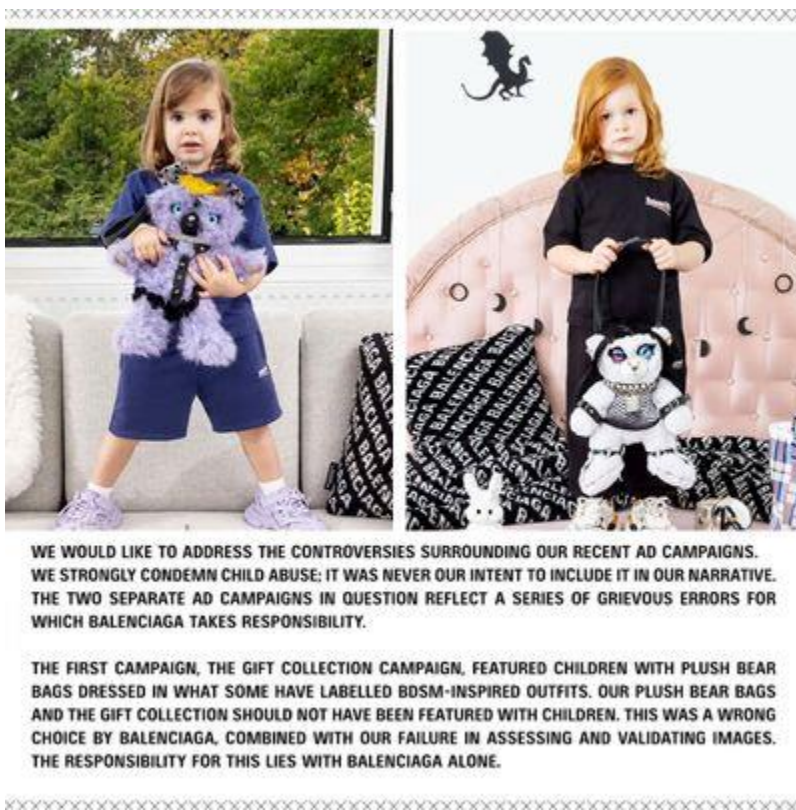 BALENCIAGA BALENCIAGA
WE WOULD LIKE TO ADDRESS THE CONTROVERSIES SURROUNDING OUR RECENT AD CAMPAIGNS.
WE STRONGLY CONDEMN CHILD ABUSE; IT WAS NEVER OUR INTENT TO INCLUDE IT IN OUR NARRATIVE.
THE TWO SEPARATE AD CAMPAIGNS IN QUESTION REFLECT A SERIES OF GRIEVOUS ERRORS FOR
WHICH BALENCIAGA TAKES RESPONSIBILITY.
THE FIRST CAMPAIGN, THE GIFT COLLECTION CAMPAIGN, FEATURED CHILDREN WITH PLUSH BEAR
BAGS DRESSED IN WHAT SOME HAVE LABELLED BDSM-INSPIRED OUTFITS. OUR PLUSH BEAR BAGS
AND THE GIFT COLLECTION SHOULD NOT HAVE BEEN FEATURED WITH CHILDREN. THIS WAS A WRONG
CHOICE BY BALENCIAGA, COMBINED WITH OUR FAILURE IN ASSESSING AND VALIDATING IMAGES.
THE RESPONSIBILITY FOR THIS LIES WITH BALENCIAGA ALONE.